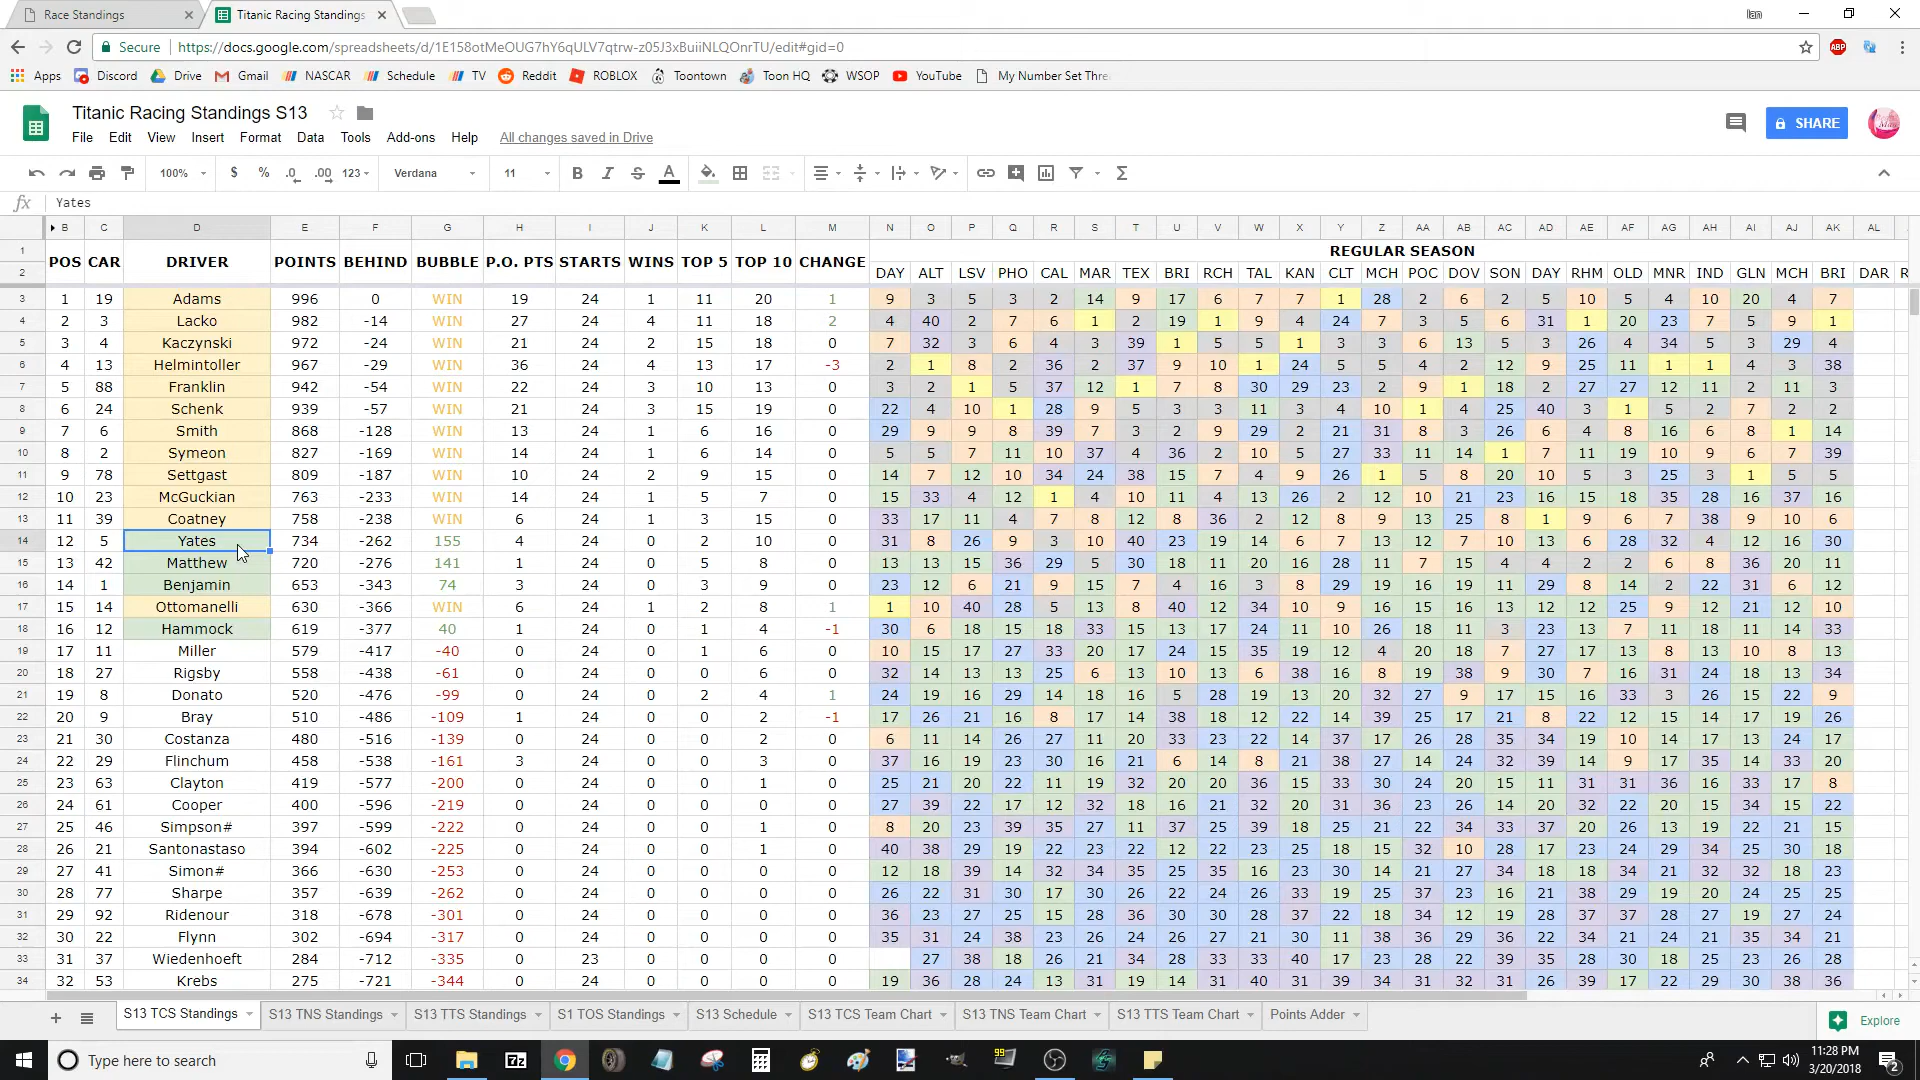 Race Standings
Titanic Racing Standings
Ian
Secure https://docs.google.com/spreadsheets/d/1E158otMeOUG7hY6qULV7qtrw-z05J3xBuiiNLQOnrTU/edit#gid=0
Apps Discord Drive Gmail NASCAR Schedule TV Reddit ROBLOX Toontown Toon HQ WSOP YouTube My Number Set Thre
Titanic Racing Standings S13
File Edit View Insert Format Data Tools Add-ons Help All changes saved in Drive
SHARE
100% $ % .0 .00 123 Verdana 11 B I S A
fx Yates
B C D E F G H I J K L M N O P Q R S T U V W X Y Z AA AB AC AD AE AF AG AH AI AJ AK AL
1 REGULAR SEASON
2 POS CAR DRIVER POINTS BEHIND BUBBLE P.O. PTS STARTS WINS TOP 5 TOP 10 CHANGE DAY ALT LSV PHO CAL MAR TEX BRI RCH TAL KAN CLT MCH POC DOV SON DAY RHM OLD MNR IND GLN MCH BRI DAR R
3 1 19 Adams 996 0 WIN 19 24 1 11 20 1 9 3 5 3 2 14 9 17 6 7 7 1 28 2 6 2 5 10 5 4 10 20 4 7
4 2 3 Lacko 982 -14 WIN 27 24 4 11 18 2 4 40 2 7 6 1 2 19 1 9 4 24 7 3 5 6 31 1 20 23 7 5 9 1
5 3 4 Kaczynski 972 -24 WIN 21 24 2 15 18 0 7 32 3 6 4 3 39 1 5 5 1 3 3 6 13 5 3 26 4 34 5 3 29 4
6 4 13 Helmintoller 967 -29 WIN 36 24 4 13 17 -3 2 1 8 2 36 2 37 9 10 1 24 5 5 4 2 12 9 25 11 1 1 4 3 38
7 5 88 Franklin 942 -54 WIN 22 24 3 10 13 0 3 2 1 5 37 12 1 7 8 30 29 23 2 9 1 18 2 27 27 12 11 2 11 3
8 6 24 Schenk 939 -57 WIN 21 24 3 15 19 0 22 4 10 1 28 9 5 3 3 11 3 4 10 1 4 25 40 3 1 5 2 7 2 2
9 7 6 Smith 868 -128 WIN 13 24 1 6 16 0 29 9 9 8 39 7 3 2 9 29 2 21 31 8 3 26 6 4 8 16 6 8 1 14
10 8 2 Symeon 827 -169 WIN 14 24 1 6 14 0 5 5 7 11 10 37 4 36 2 10 5 27 33 11 14 1 7 11 19 10 9 6 7 39
11 9 78 Settgast 809 -187 WIN 10 24 2 9 15 0 14 7 12 10 34 24 38 15 7 4 9 26 1 5 8 20 10 5 3 25 3 1 5 5
12 10 23 McGuckian 763 -233 WIN 14 24 1 5 7 0 15 33 4 12 1 4 10 11 4 13 26 2 12 10 21 23 16 15 18 35 28 16 37 16
13 11 39 Coatney 758 -238 WIN 6 24 1 3 15 0 33 17 11 4 7 8 12 8 36 2 12 8 9 13 25 8 1 9 6 7 38 9 10 6
14 12 5 Yates 734 -262 155 4 24 0 2 10 0 31 8 26 9 3 10 40 23 19 14 6 7 13 12 7 10 13 6 28 32 4 12 16 30
15 13 42 Matthew 720 -276 141 1 24 0 5 8 0 13 13 15 36 29 5 30 18 11 20 16 28 11 7 15 4 4 2 2 6 8 36 20 11
16 14 1 Benjamin 653 -343 74 3 24 0 3 9 0 23 12 6 21 9 15 7 4 16 3 8 29 19 16 19 11 29 8 14 2 22 31 6 12
17 15 14 Ottomanelli 630 -366 WIN 6 24 1 2 8 1 1 10 40 28 5 13 8 40 12 34 10 9 16 15 16 13 12 12 25 9 12 21 12 10
18 16 12 Hammock 619 -377 40 1 24 0 1 4 -1 30 6 18 15 18 33 15 13 17 24 11 10 26 18 11 3 23 13 7 11 18 11 14 33
19 17 11 Miller 579 -417 -40 0 24 0 1 6 0 10 15 17 27 33 20 17 24 15 35 19 12 4 20 18 7 27 17 13 8 13 10 8 13
20 18 27 Rigsby 558 -438 -61 0 24 0 0 6 0 32 14 13 13 25 6 13 10 13 6 38 16 8 19 38 9 30 7 16 31 24 18 13 34
21 19 8 Donato 520 -476 -99 0 24 0 2 4 1 24 19 16 29 14 18 16 5 28 19 13 20 32 27 9 17 15 16 33 3 26 15 22 9
22 20 9 Bray 510 -486 -109 1 24 0 0 2 -1 17 26 21 16 8 17 14 38 18 12 22 14 39 25 17 21 8 22 12 15 14 17 19 26
23 21 30 Costanza 480 -516 -139 0 24 0 0 2 0 6 11 14 26 27 11 20 33 23 22 14 37 17 26 28 35 34 19 10 14 17 13 24 17
24 22 29 Flinchum 458 -538 -161 3 24 0 0 3 0 37 16 19 23 30 16 21 6 14 8 21 38 27 14 24 32 39 14 9 17 35 14 33 20
25 23 63 Clayton 419 -577 -200 0 24 0 0 1 0 25 21 20 22 11 19 32 20 20 36 15 33 30 24 20 15 11 31 31 36 16 33 17 8
26 24 61 Cooper 400 -596 -219 0 24 0 0 0 0 27 39 22 17 12 32 18 16 21 32 20 31 36 23 26 14 20 32 22 20 15 34 15 22
27 25 46 Simpson# 397 -599 -222 0 24 0 0 1 0 8 20 23 39 35 27 11 37 25 39 18 25 21 22 34 33 37 20 26 13 19 22 21 15
28 26 21 Santonastaso 394 -602 -225 0 24 0 0 1 0 40 38 29 19 22 23 22 12 22 23 25 18 15 32 10 28 17 23 24 29 34 25 30 18
29 27 41 Simon# 366 -630 -253 0 24 0 0 0 0 12 18 39 14 32 34 35 25 35 16 23 30 14 21 27 34 18 18 34 21 32 32 18 23
30 28 77 Sharpe 357 -639 -262 0 24 0 0 0 0 26 22 31 30 17 30 26 22 24 26 33 19 25 37 23 16 21 38 29 19 20 24 25 25
31 29 92 Ridenour 318 -678 -301 0 24 0 0 0 0 36 23 27 25 15 28 36 30 30 28 37 22 18 34 12 19 28 37 37 28 27 19 27 24
32 30 22 Flynn 302 -694 -317 0 24 0 0 0 0 35 31 24 38 23 26 24 26 27 21 30 11 38 36 29 36 22 34 21 24 21 35 34 21
33 31 37 Wiedenhoeft 284 -712 -335 0 23 0 0 0 0 27 38 18 26 21 34 28 33 33 40 17 23 28 22 39 35 28 30 18 25 23 26 28
34 32 53 Krebs 275 -721 -344 0 24 0 0 0 0 19 36 28 24 13 31 19 14 31 40 31 29 35 31 32 31 26 39 17 22 29 30 38 36
S13 TCS Standings S13 TNS Standings S13 TTS Standings S1 TOS Standings S13 Schedule S13 TCS Team Chart S13 TNS Team Chart S13 TTS Team Chart Points Adder Explore
Type here to search
11:28 PM
3/20/2018
2